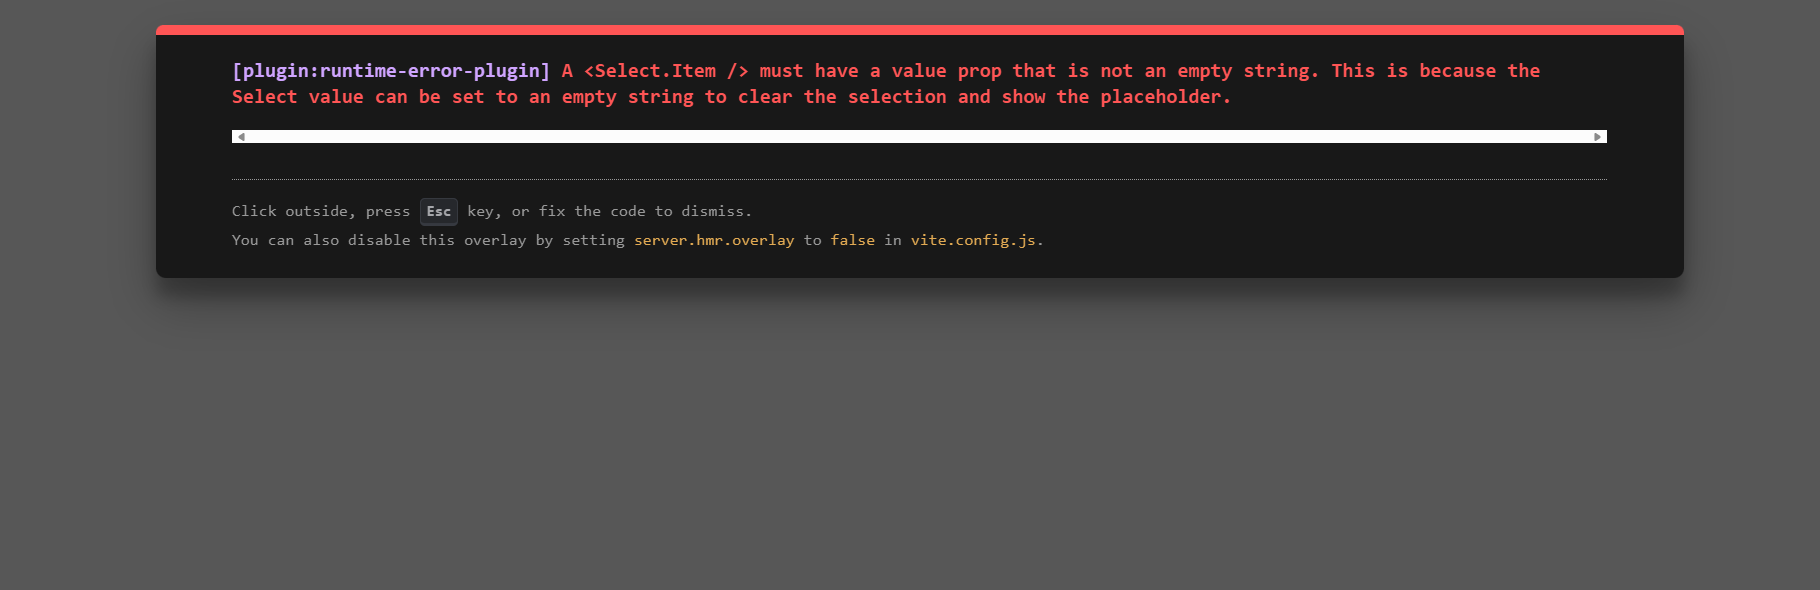 [plugin:runtime-error-plugin] A <Select.Item /> must have a value prop that is not an empty string. This is because the
Select value can be set to an empty string to clear the selection and show the placeholder.
Click outside, press Esc key, or fix the code to dismiss.
You can also disable this overlay by setting server.hmr.overlay to false in vite.config.js.